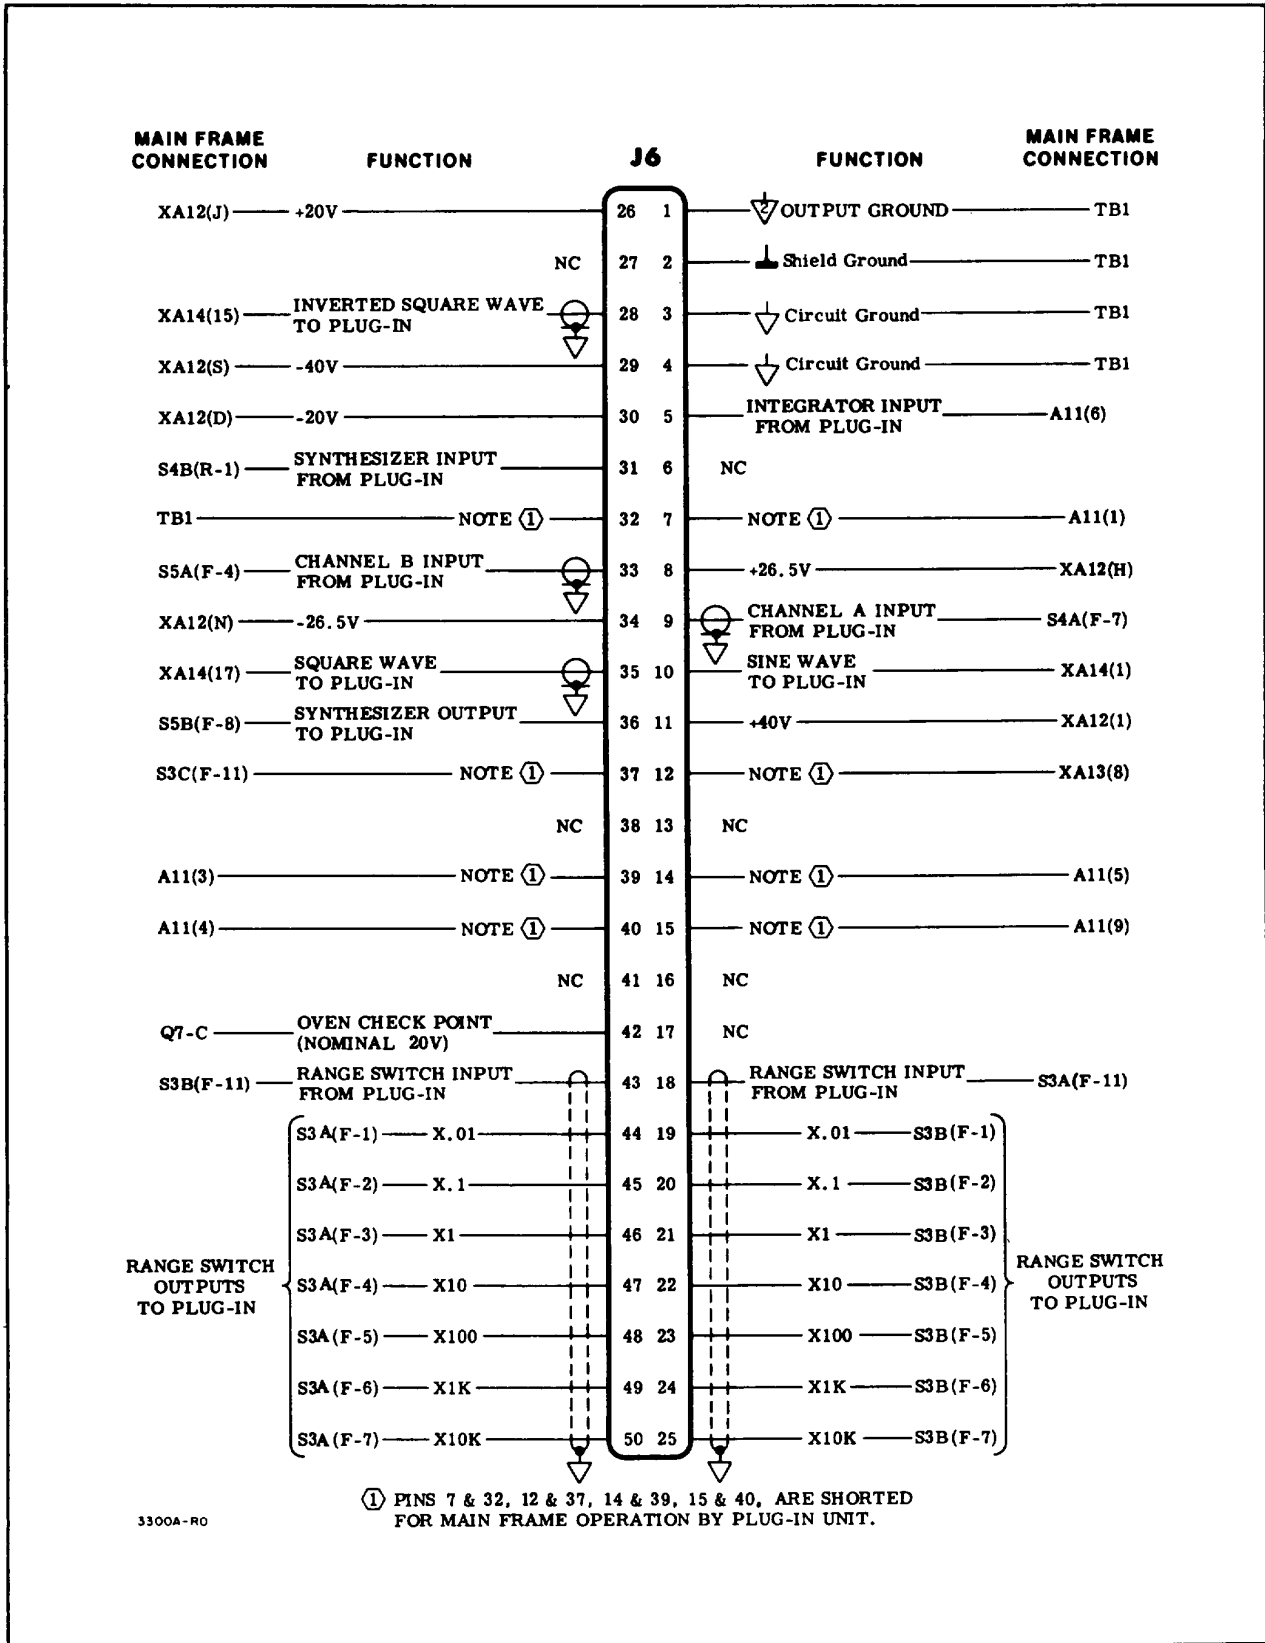 MAIN FRAME CONNECTION FUNCTION J6 FUNCTION MAIN FRAME CONNECTION
XA12(J) +20V 26 1 2 OUTPUT GROUND TB1
NC 27 2 Shield Ground TB1
XA14(15) INVERTED SQUARE WAVE TO PLUG-IN 28 3 Circuit Ground TB1
XA12(S) -40V 29 4 Circuit Ground TB1
XA12(D) -20V 30 5 INTEGRATOR INPUT FROM PLUG-IN A11(6)
S4B(R-1) SYNTHESIZER INPUT FROM PLUG-IN 31 6 NC
TB1 NOTE 1 32 7 NOTE 1 A11(1)
S5A(F-4) CHANNEL B INPUT FROM PLUG-IN 33 8 +26.5V XA12(H)
XA12(N) -26.5V 34 9 CHANNEL A INPUT FROM PLUG-IN S4A(F-7)
XA14(17) SQUARE WAVE TO PLUG-IN 35 10 SINE WAVE TO PLUG-IN XA14(1)
S5B(F-8) SYNTHESIZER OUTPUT TO PLUG-IN 36 11 +40V XA12(1)
S3C(F-11) NOTE 1 37 12 NOTE 1 XA13(8)
NC 38 13 NC
A11(3) NOTE 1 39 14 NOTE 1 A11(5)
A11(4) NOTE 1 40 15 NOTE 1 A11(9)
NC 41 16 NC
Q7-C OVEN CHECK POINT (NOMINAL 20V) 42 17 NC
S3B(F-11) RANGE SWITCH INPUT FROM PLUG-IN 43 18 RANGE SWITCH INPUT FROM PLUG-IN S3A(F-11)
S3A(F-1) X.01 44 19 X.01 S3B(F-1)
S3A(F-2) X.1 45 20 X.1 S3B(F-2)
S3A(F-3) X1 46 21 X1 S3B(F-3)
RANGE SWITCH OUTPUTS TO PLUG-IN S3A(F-4) X10 47 22 X10 S3B(F-4) RANGE SWITCH OUTPUTS TO PLUG-IN
S3A(F-5) X100 48 23 X100 S3B(F-5)
S3A(F-6) X1K 49 24 X1K S3B(F-6)
S3A(F-7) X10K 50 25 X10K S3B(F-7)
1 PINS 7 & 32, 12 & 37, 14 & 39, 15 & 40, ARE SHORTED
FOR MAIN FRAME OPERATION BY PLUG-IN UNIT.
3300A-R0